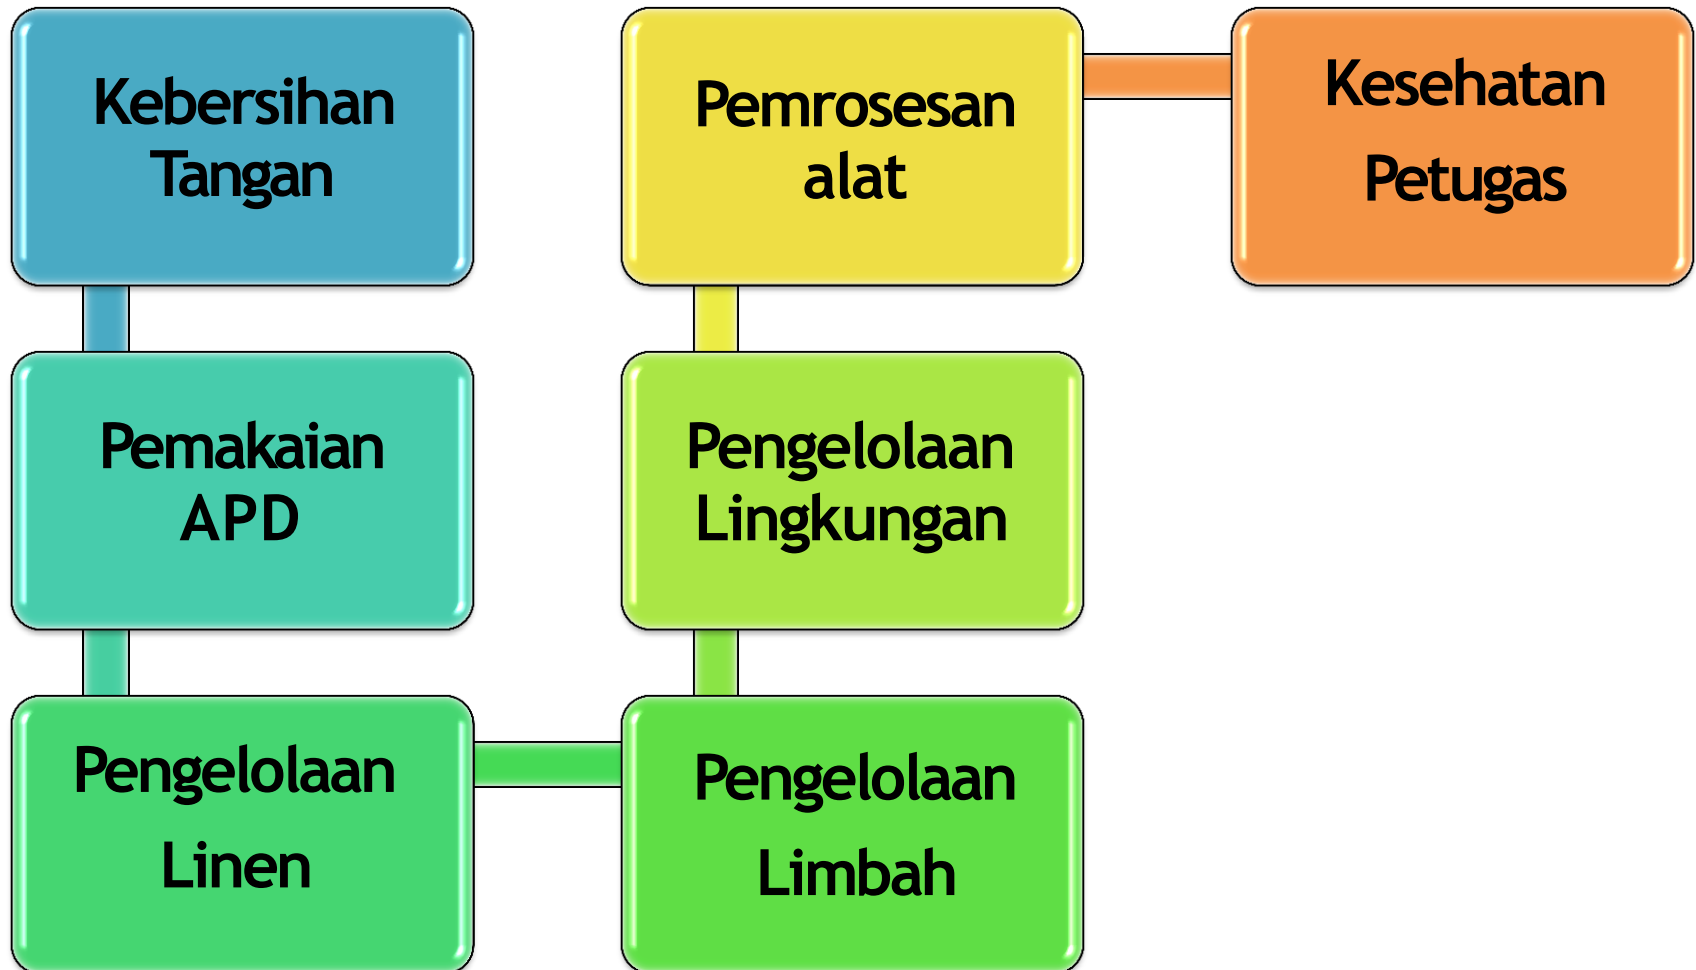 Kebersihan
Tangan
Pemakaian
APD
Pengelolaan
Linen
Pengelolaan
Limbah
Pengelolaan
Lingkungan
Pemrosesan
alat
Kesehatan
Petugas